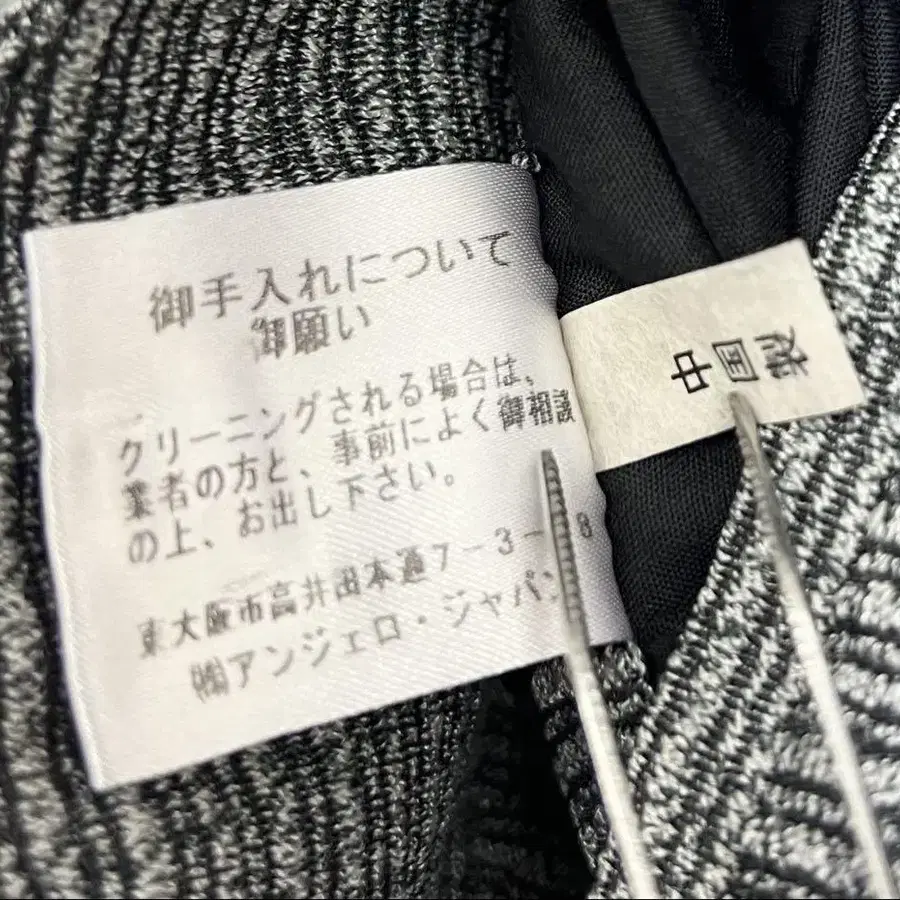 御手入れについて
御願い
クリーニングされる場合は、
業者の方と、事前によく御相談
の上、お出し下さい。
東大阪市高井田本通7-3-
㈱アンジェロ・ジャパン
中国製